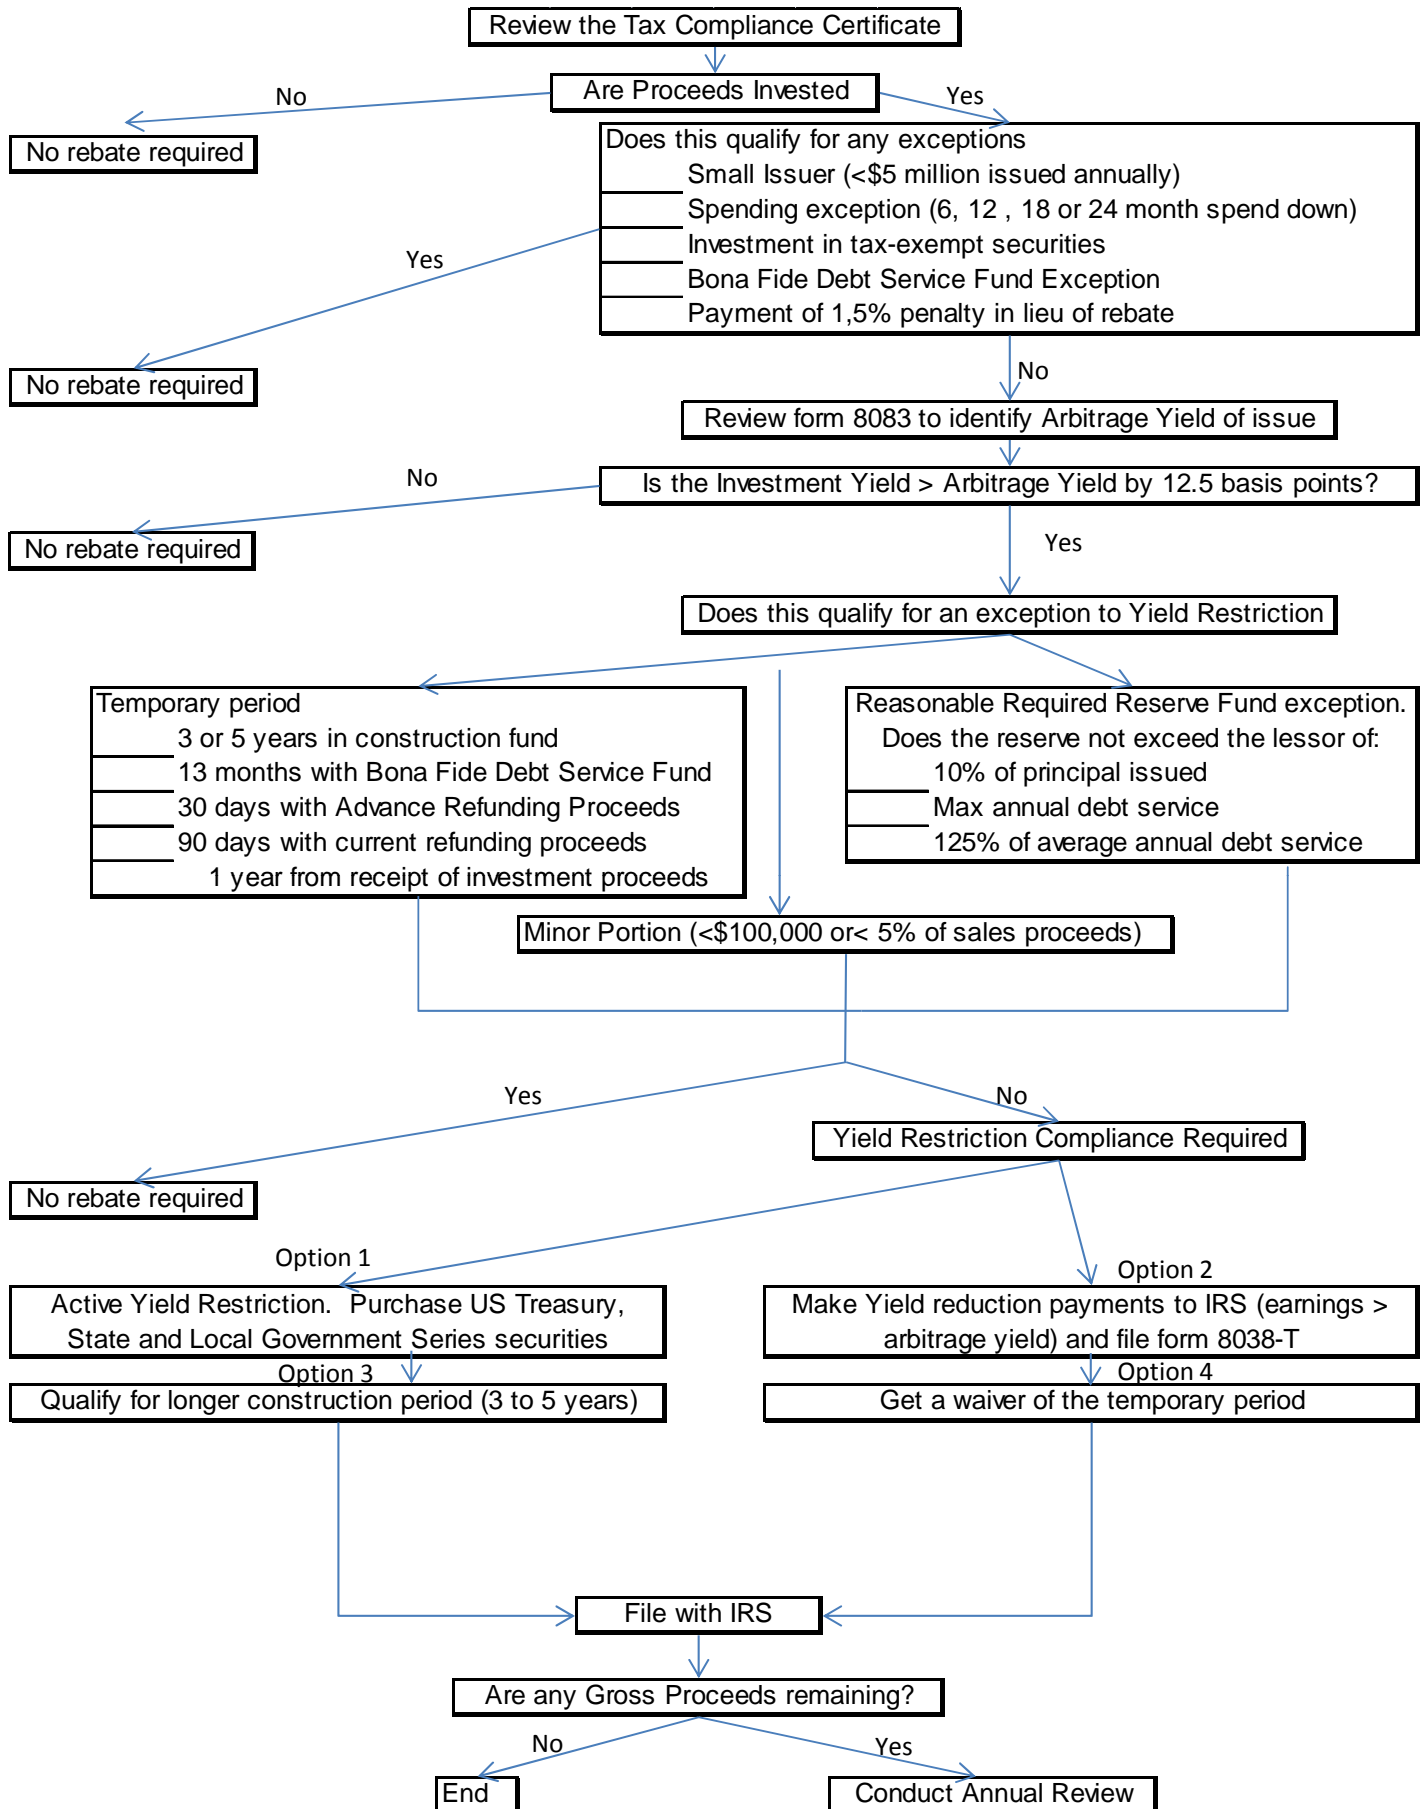 Review the Tax Compliance Certificate
Are Proceeds Invested
No
Yes
No rebate required
Does this qualify for any exceptions
Small Issuer (<$5 million issued annually)
Spending exception (6, 12 , 18 or 24 month spend down)
Investment in tax-exempt securities
Bona Fide Debt Service Fund Exception
Payment of 1,5% penalty in lieu of rebate
Yes
No rebate required
No
Review form 8083 to identify Arbitrage Yield of issue
Is the Investment Yield > Arbitrage Yield by 12.5 basis points?
No
No rebate required
Yes
Does this qualify for an exception to Yield Restriction
Temporary period
3 or 5 years in construction fund
13 months with Bona Fide Debt Service Fund
30 days with Advance Refunding Proceeds
90 days with current refunding proceeds
1 year from receipt of investment proceeds
Reasonable Required Reserve Fund exception.
Does the reserve not exceed the lessor of:
10% of principal issued
Max annual debt service
125% of average annual debt service
Minor Portion (<$100,000 or< 5% of sales proceeds)
Yes
No
Yield Restriction Compliance Required
No rebate required
Option 1
Option 2
Active Yield Restriction. Purchase US Treasury,
State and Local Government Series securities
Make Yield reduction payments to IRS (earnings >
arbitrage yield) and file form 8038-T
Option 3
Option 4
Qualify for longer construction period (3 to 5 years)
Get a waiver of the temporary period
File with IRS
Are any Gross Proceeds remaining?
No
Yes
End
Conduct Annual Review